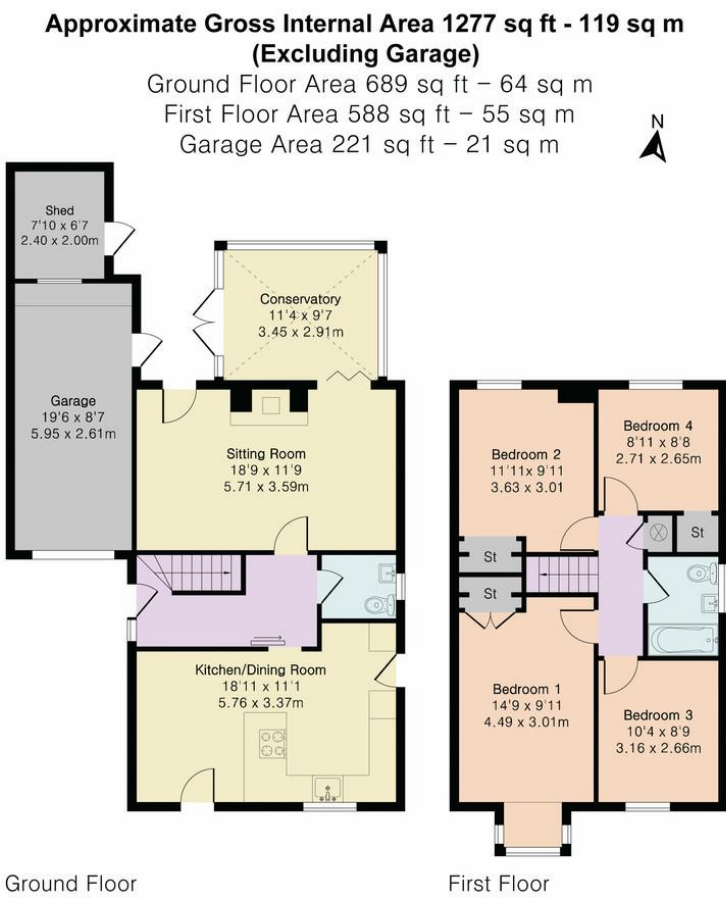 Approximate Gross Internal Area 1277 sq ft - 119 sq m
(Excluding Garage)
Ground Floor Area 689 sq ft – 64 sq m
First Floor Area 588 sq ft – 55 sq m
Garage Area 221 sq ft – 21 sq m
N
Shed
7'10 x 6'7
2.40 x 2.00m
Conservatory
11'4 x 9'7
3.45 x 2.91m
Garage
19'6 x 8'7
5.95 x 2.61m
Sitting Room
18'9 x 11'9
5.71 x 3.59m
Kitchen/Dining Room
18'11 x 11'1
5.76 x 3.37m
Ground Floor
Bedroom 2
11'11x 9'11
3.63 x 3.01
Bedroom 4
8'11 x 8'8
2.71 x 2.65m
St
St
St
Bedroom 1
14'9 x 9'11
4.49 x 3.01m
Bedroom 3
10'4 x 8'9
3.16 x 2.66m
First Floor